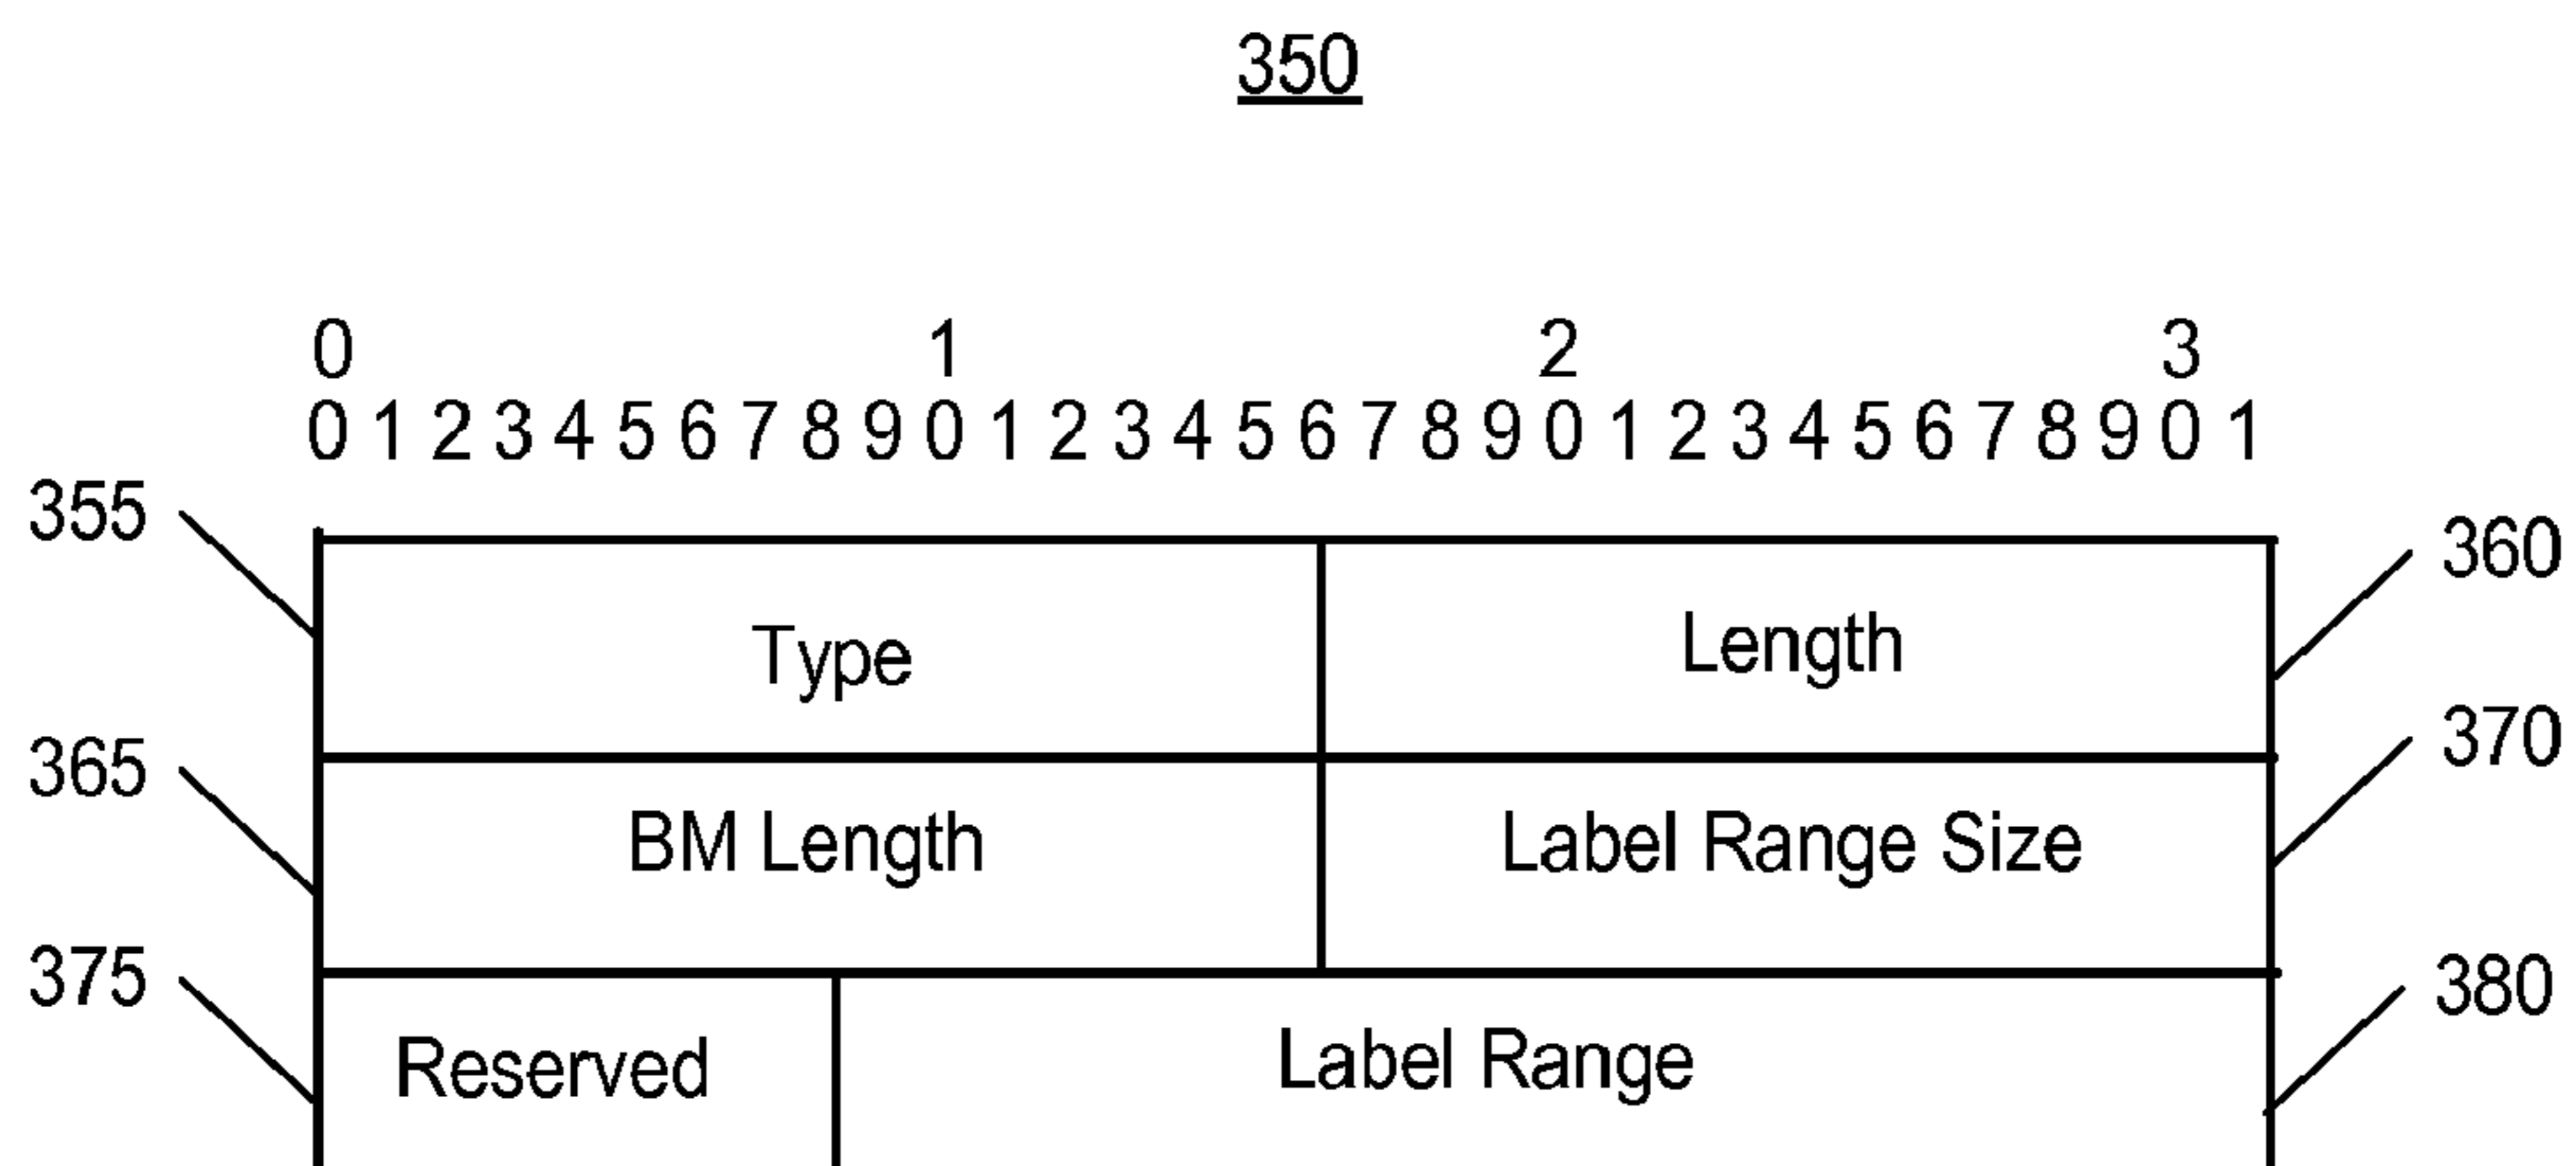 350
0 1 2 3
0 1 2 3 4 5 6 7 8 9 0 1 2 3 4 5 6 7 8 9 0 1 2 3 4 5 6 7 8 9 0 1
355 Type Length 360
365 BM Length Label Range Size 370
375 Reserved Label Range 380